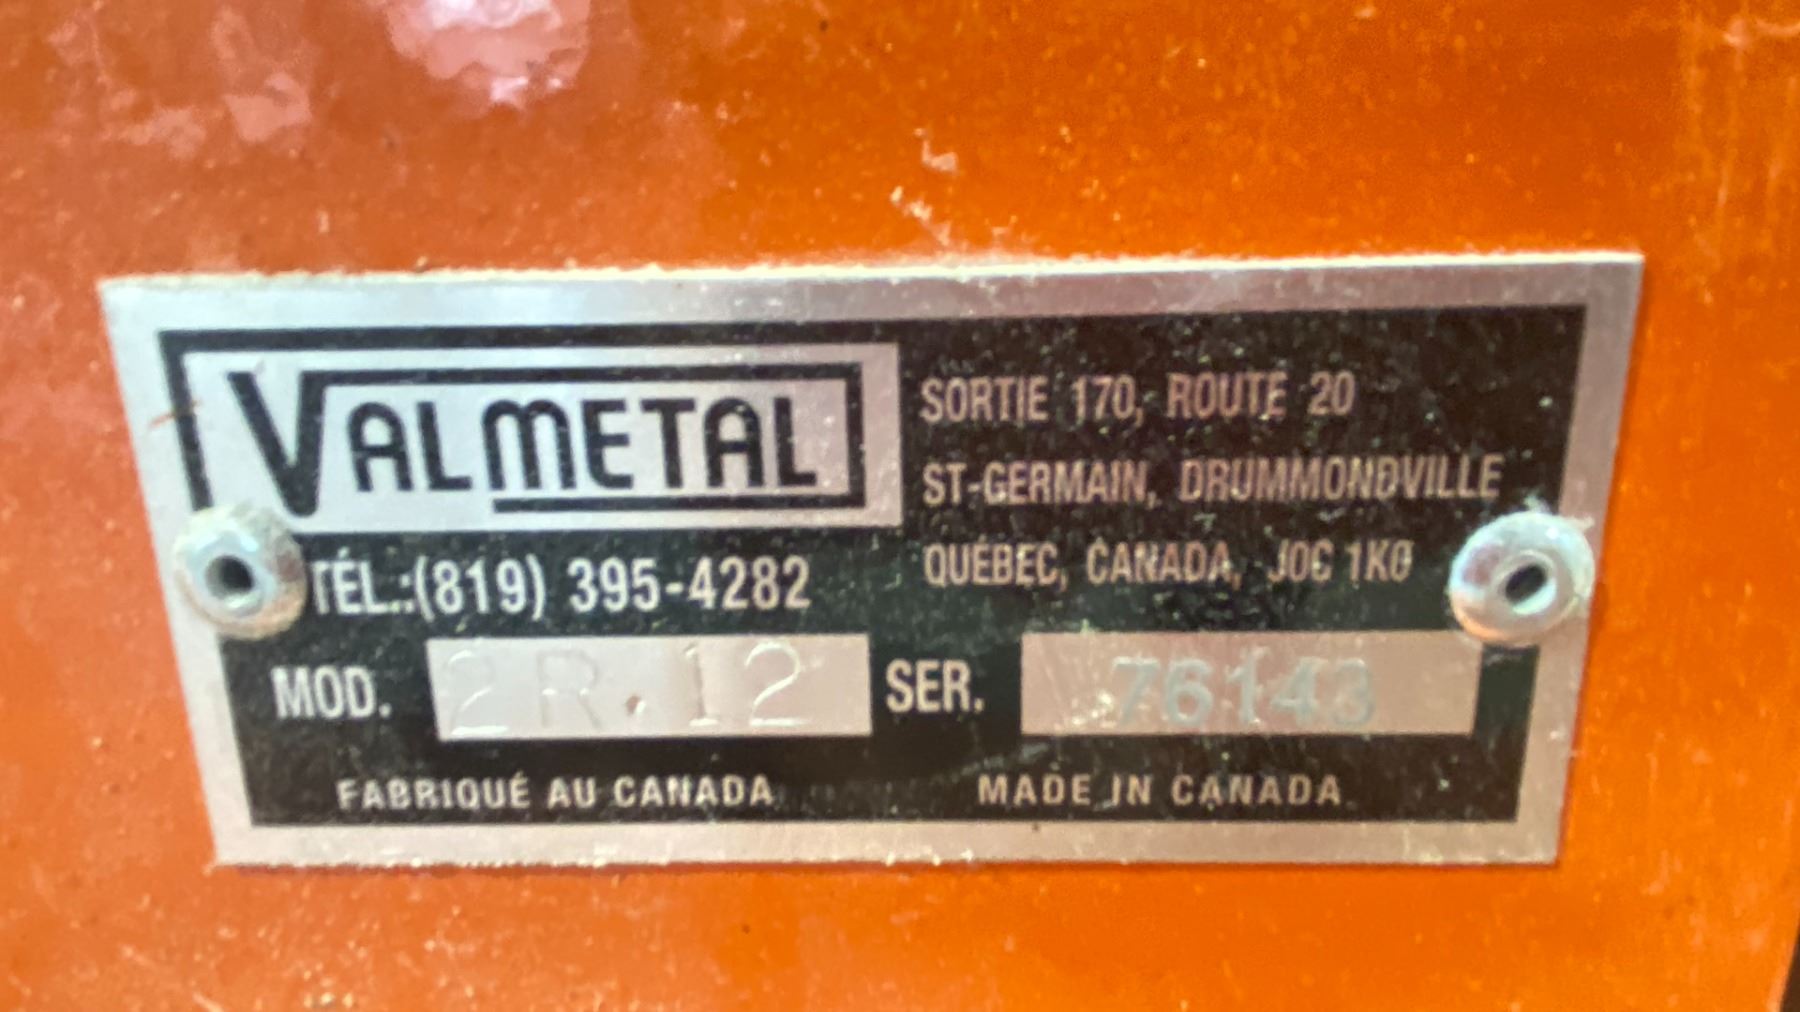 VALMETAL
SORTIE 170, ROUTE 20
ST-GERMAIN, DRUMMONDVILLE
QUÉBEC, CANADA, J0C 1K0
TÉL.:(819) 395-4282
MOD. 2R.12 SER. 76143
FABRIQUÉ AU CANADA MADE IN CANADA